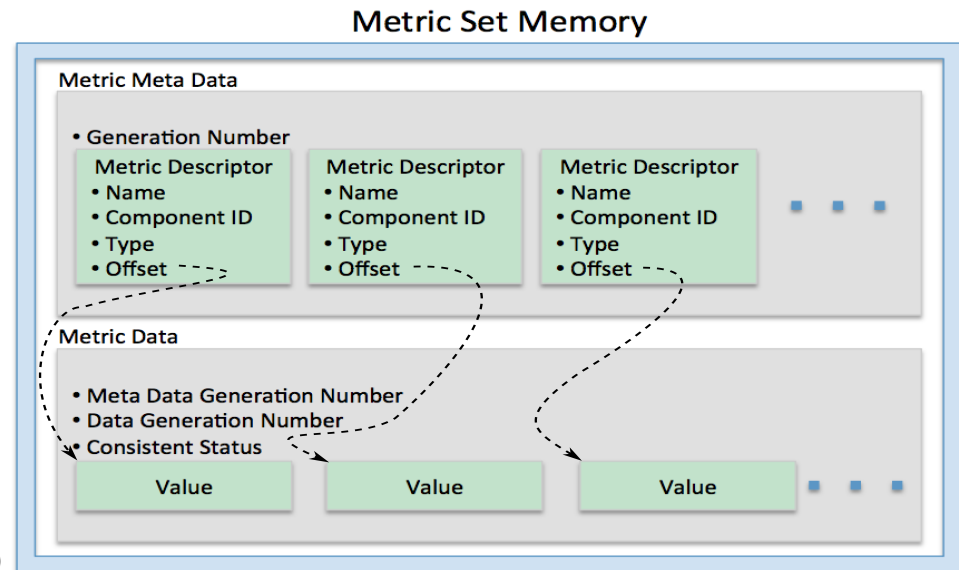 Metric Set Memory
Metric Meta Data
• Generation Number
Metric Descriptor
• Name
• Component ID
• Type
• Offset
Metric Descriptor
• Name
• Component ID
• Type
• Offset
Metric Descriptor
• Name
• Component ID
• Type
• Offset
Metric Data
• Meta Data Generation Number
• Data Generation Number
• Consistent Status
Value
Value
Value